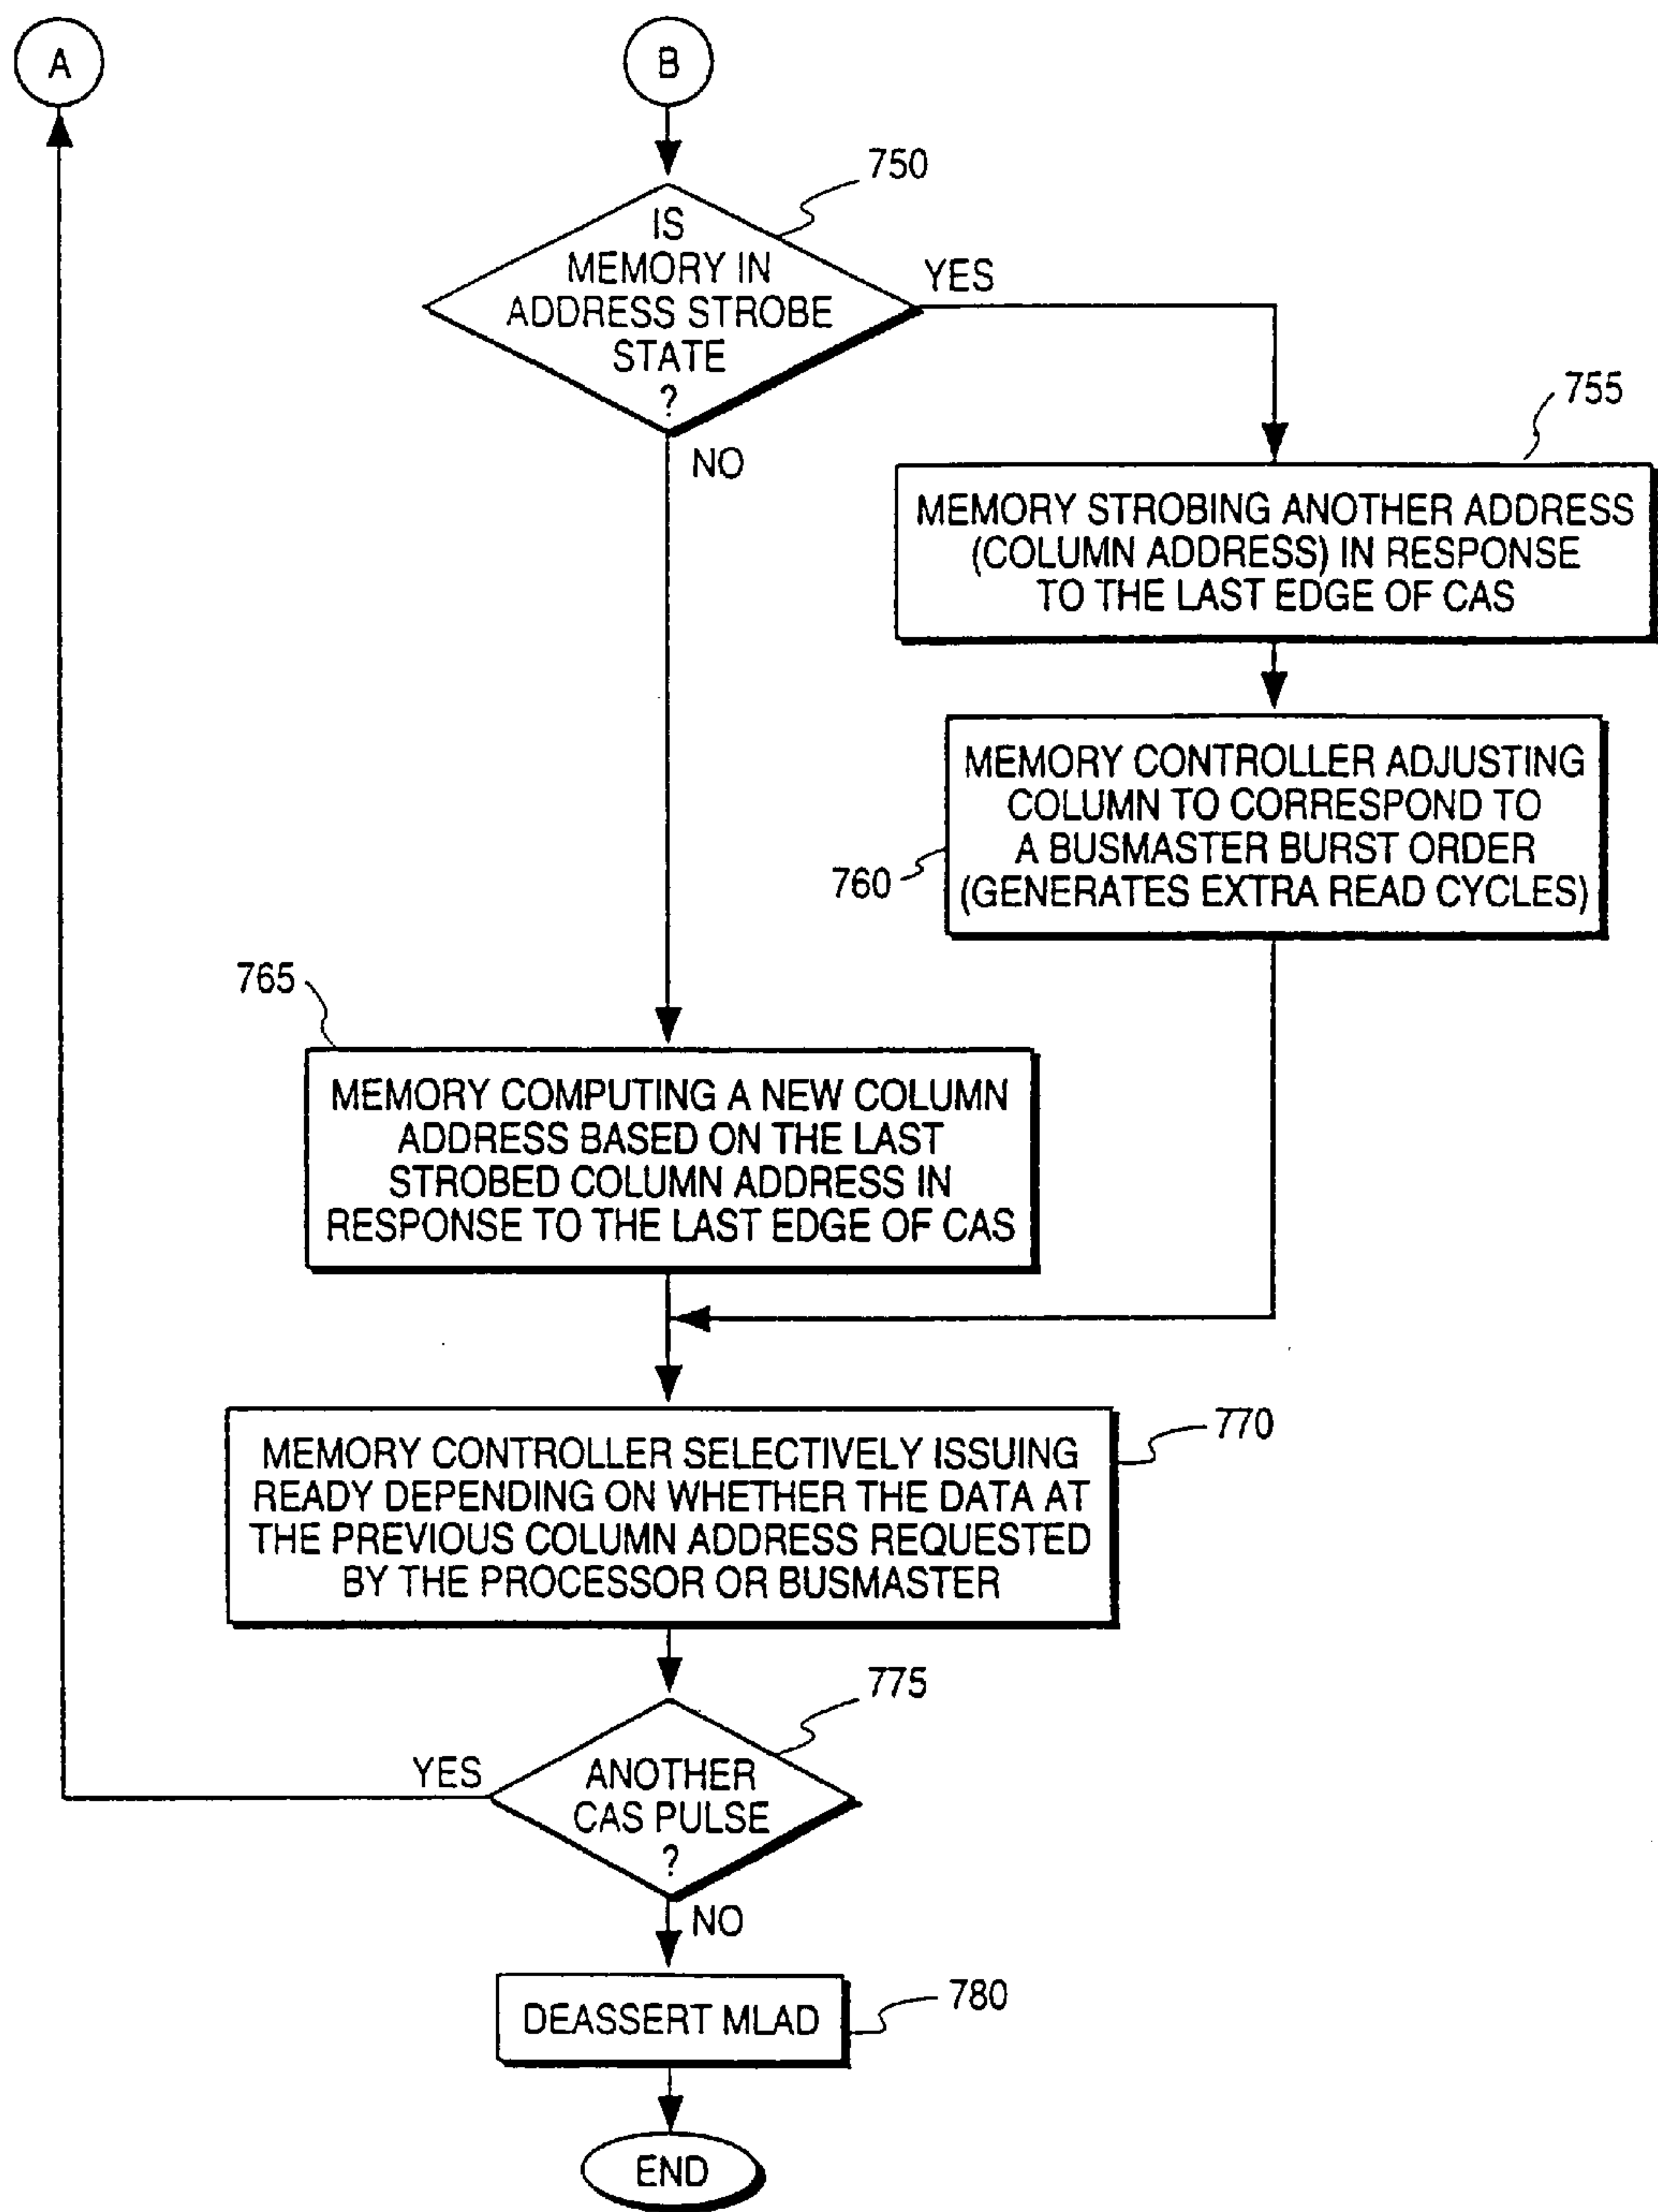 A
B
750
IS
MEMORY IN
ADDRESS STROBE
STATE
?
YES
NO
755
MEMORY STROBING ANOTHER ADDRESS
(COLUMN ADDRESS) IN RESPONSE
TO THE LAST EDGE OF CAS
MEMORY CONTROLLER ADJUSTING
COLUMN TO CORRESPOND TO
A BUSMASTER BURST ORDER
(GENERATES EXTRA READ CYCLES)
760
765
MEMORY COMPUTING A NEW COLUMN
ADDRESS BASED ON THE LAST
STROBED COLUMN ADDRESS IN
RESPONSE TO THE LAST EDGE OF CAS
770
MEMORY CONTROLLER SELECTIVELY ISSUING
READY DEPENDING ON WHETHER THE DATA AT
THE PREVIOUS COLUMN ADDRESS REQUESTED
BY THE PROCESSOR OR BUSMASTER
775
YES
ANOTHER
CAS PULSE
?
NO
DEASSERT MLAD
780
END